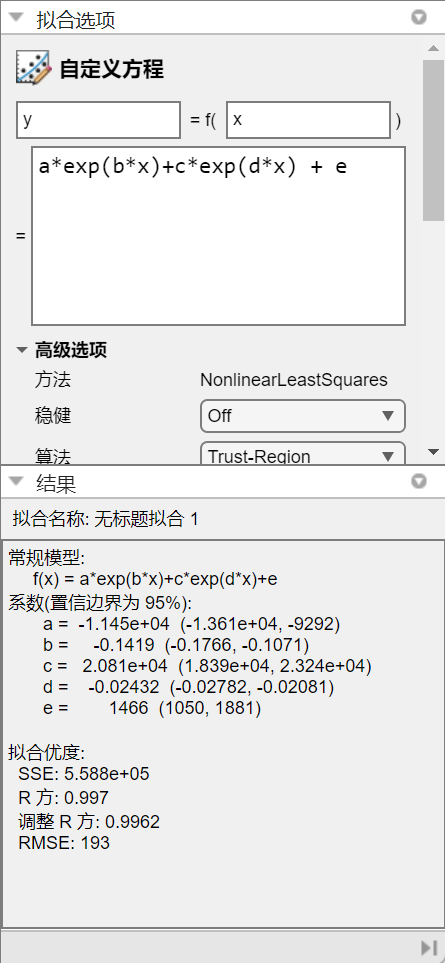 拟合选项
自定义方程
y = f( x )
= a*exp(b*x)+c*exp(d*x) + e
高级选项
方法 NonlinearLeastSquares
稳健 Off
算法 Trust-Region
结果
拟合名称: 无标题拟合 1
常规模型:
f(x) = a*exp(b*x)+c*exp(d*x)+e
系数(置信边界为 95%):
a = -1.145e+04 (-1.361e+04, -9292)
b = -0.1419 (-0.1766, -0.1071)
c = 2.081e+04 (1.839e+04, 2.324e+04)
d = -0.02432 (-0.02782, -0.02081)
e = 1466 (1050, 1881)
拟合优度:
SSE: 5.588e+05
R 方: 0.997
调整 R 方: 0.9962
RMSE: 193